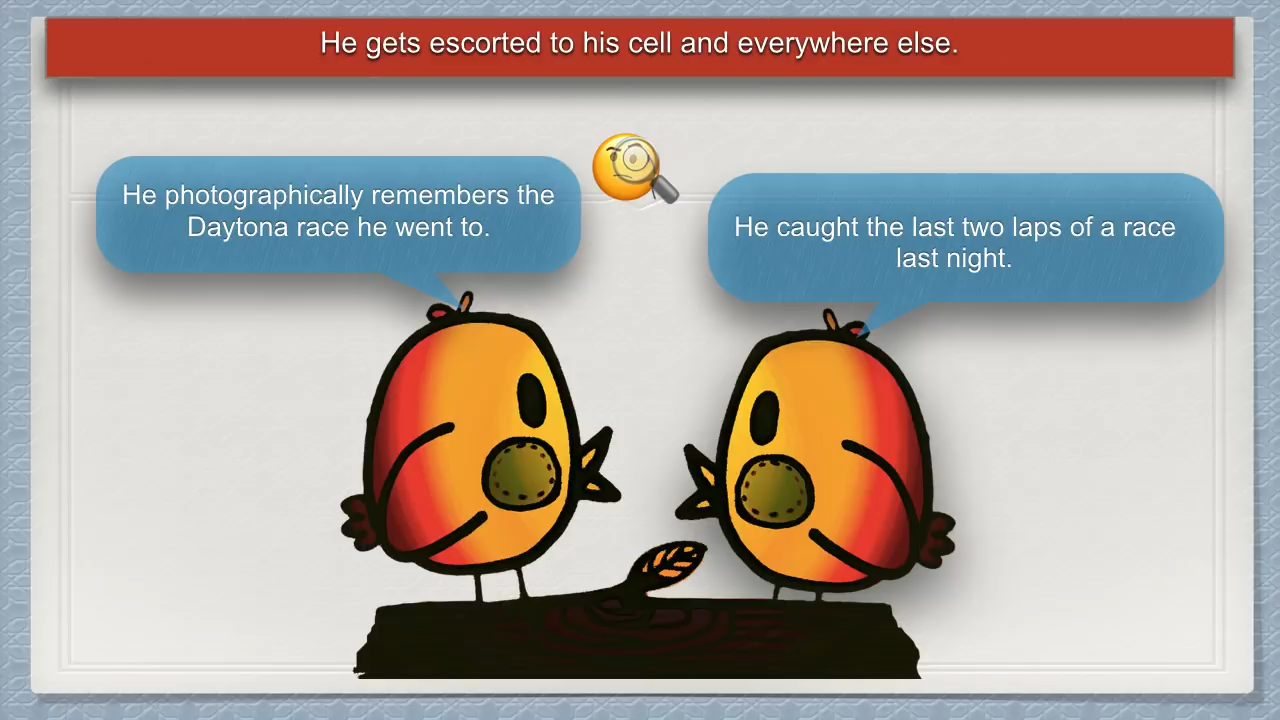 He gets escorted to his cell and everywhere else.
He photographically remembers the
Daytona race he went to.
He caught the last two laps of a race
last night.